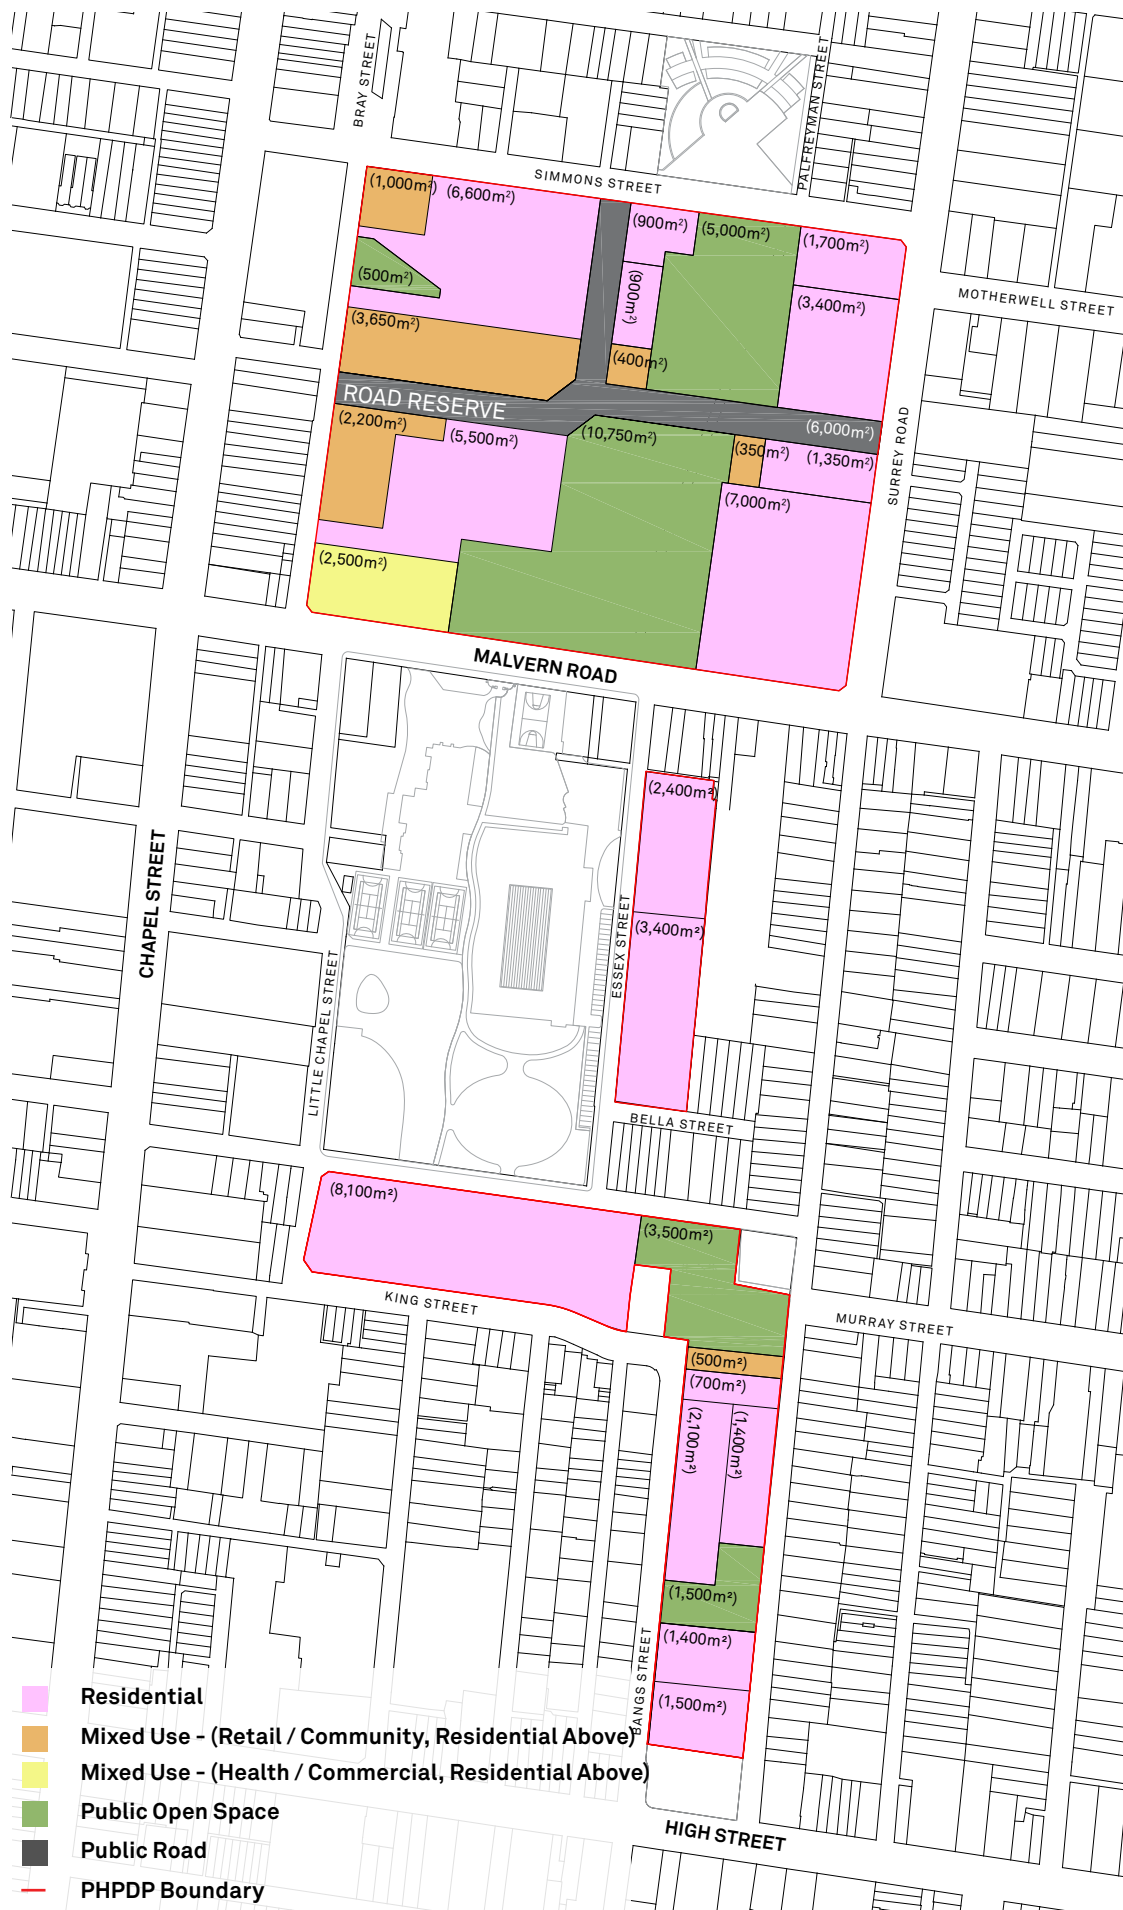 BRAY STREET
PALFREYMAN STREET
SIMMONS STREET
(1,000m²)
(6,600m²)
(900m²)
(5,000m²)
(1,700m²)
(500m²)
(900m²)
(3,400m²)
MOTHERWELL STREET
(3,650m²)
(400m²)
ROAD RESERVE
(6,000m²)
SURREY ROAD
(2,200m²)
(5,500m²)
(10,750m²)
(350m²)
(1,350m²)
(7,000m²)
(2,500m²)
MALVERN ROAD
(2,400m²)
CHAPEL STREET
(3,400m²)
ESSEX STREET
LITTLE CHAPEL STREET
BELLA STREET
(8,100m²)
(3,500m²)
KING STREET
MURRAY STREET
(500m²)
(700m²)
(2,100m²)
(1,400m²)
(1,500m²)
(1,400m²)
BANGS STREET
(1,500m²)
Residential
Mixed Use - (Retail / Community, Residential Above)
Mixed Use - (Health / Commercial, Residential Above)
Public Open Space
Public Road
PHPDP Boundary
HIGH STREET